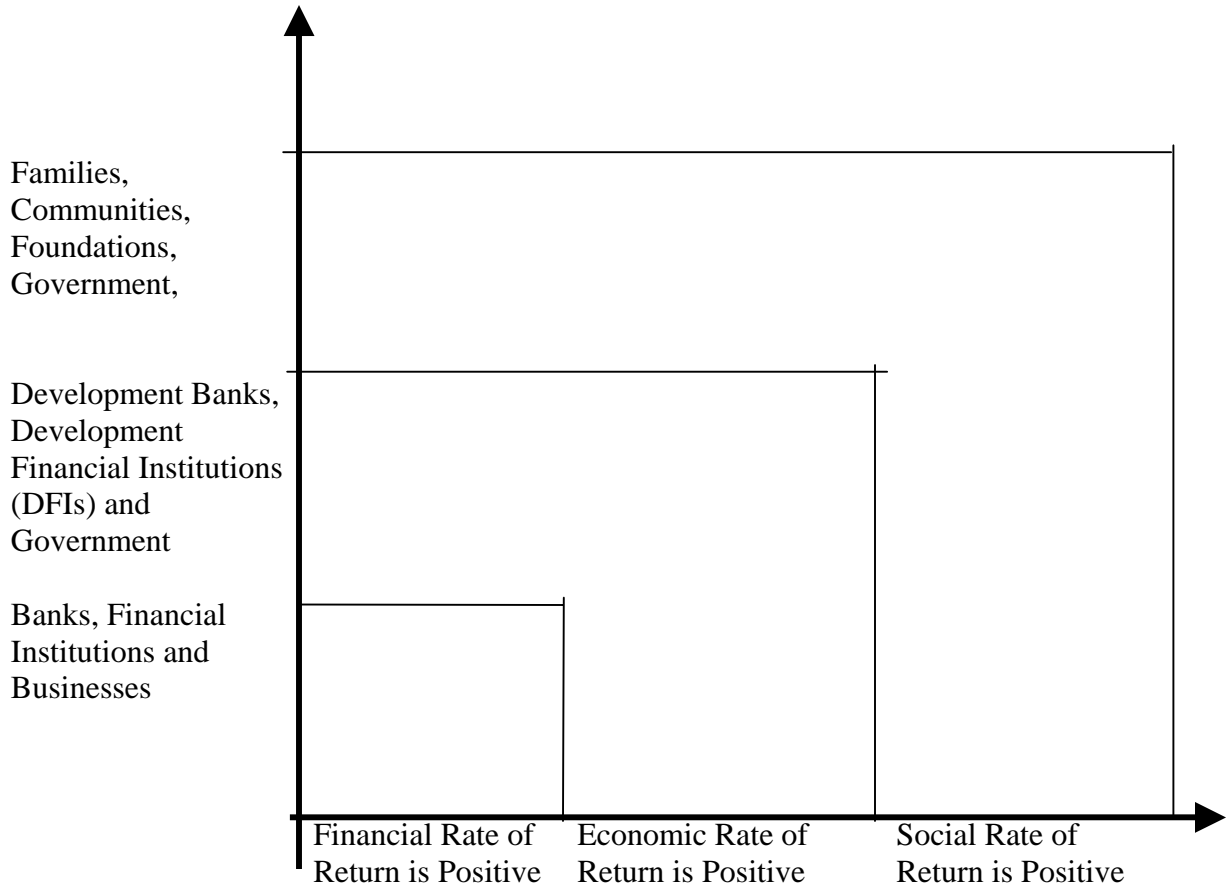 Families,
Communities,
Foundations,
Government,
Development Banks,
Development
Financial Institutions
(DFIs) and
Government
Banks, Financial
Institutions and
Businesses
Financial Rate of
Return is Positive
Economic Rate of
Return is Positive
Social Rate of
Return is Positive